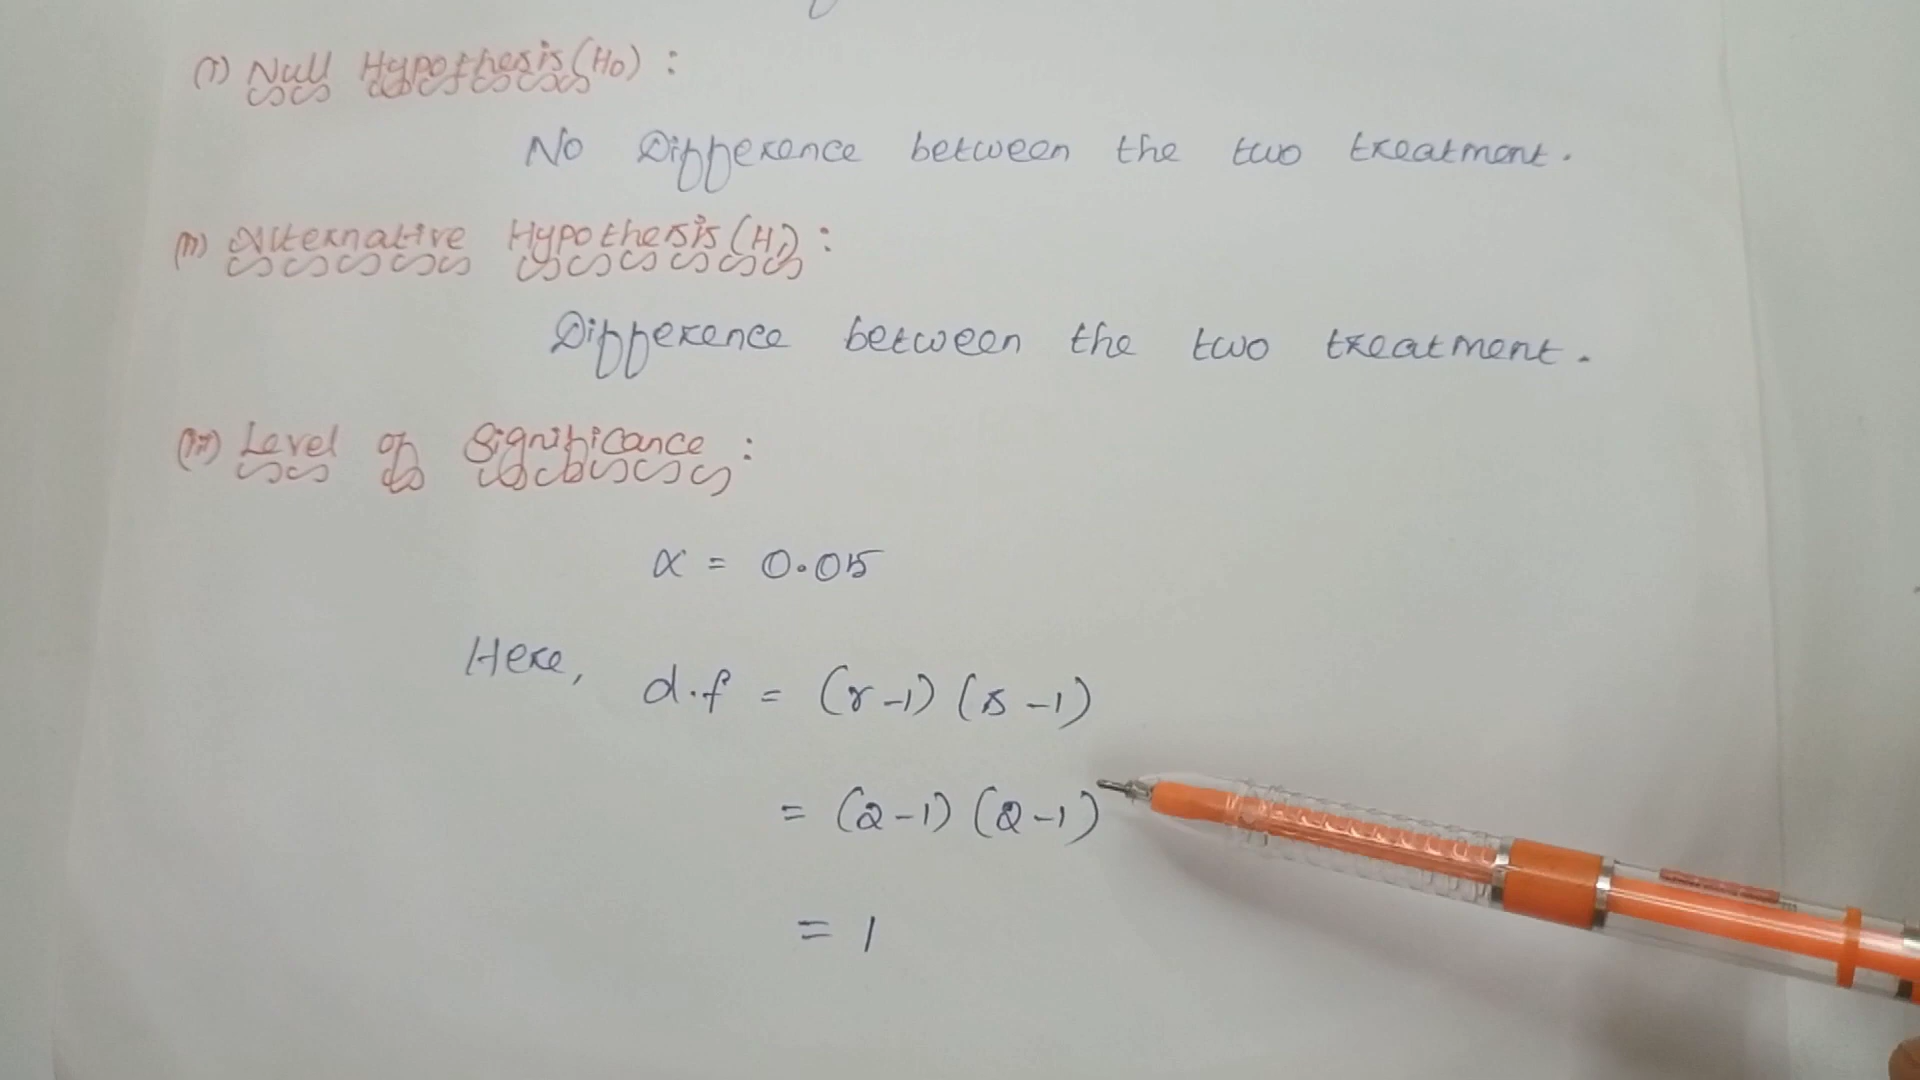 (I) Null Hypothesis (H0) :
No Difference between the two treatment.
(II) Alternative Hypothesis (H1) :
Difference between the two treatment.
(III) Level of Significance :
α = 0.05
Here, d.f = (r-1) (s-1)
= (2-1) (2-1)
= 1